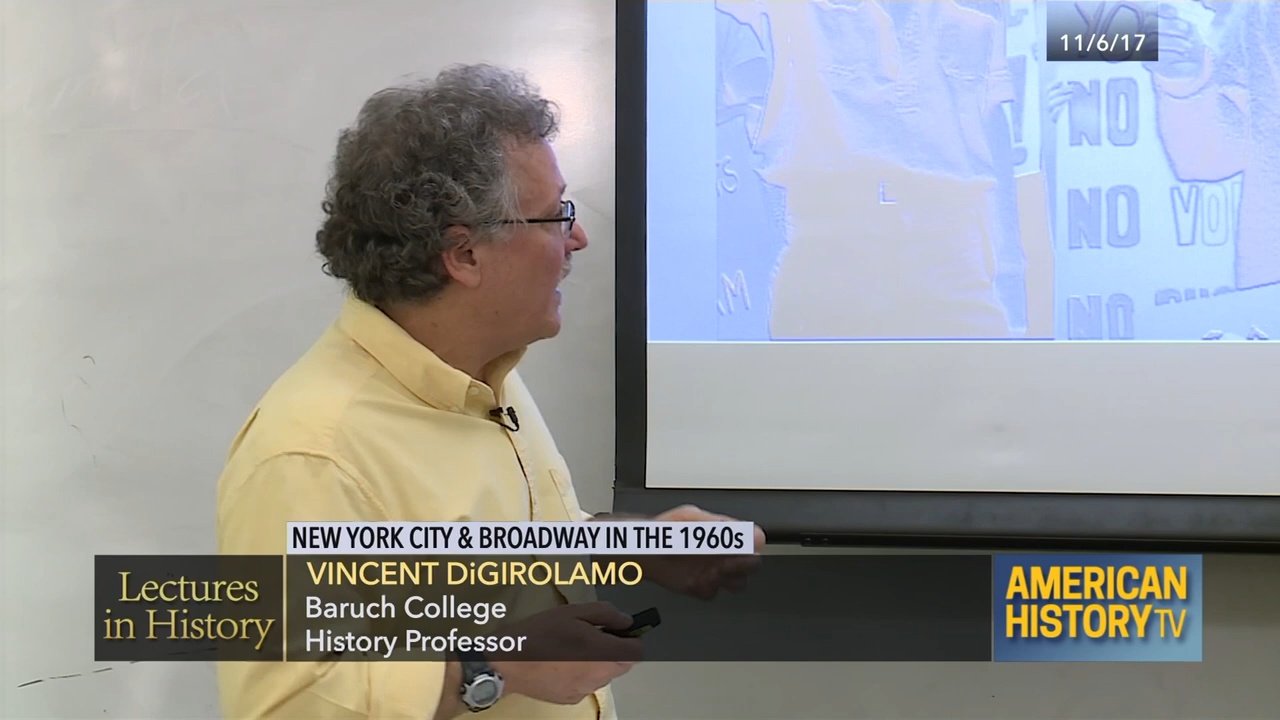 11/6/17
NO
NO
NO
L
NEW YORK CITY & BROADWAY IN THE 1960s
Lectures
in History
VINCENT DiGIROLAMO
Baruch College
History Professor
AMERICAN
HISTORY TV